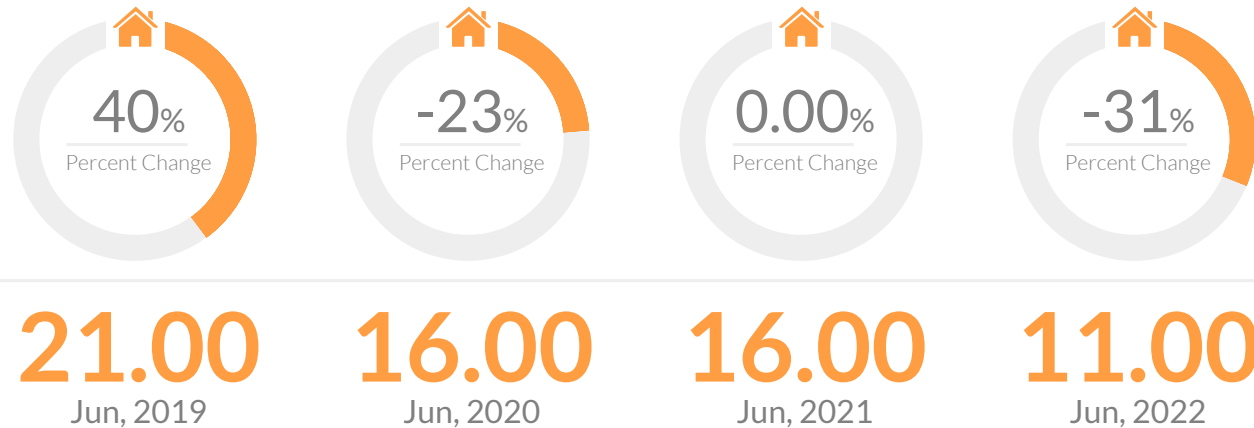 40%
Percent Change
-23%
Percent Change
0.00%
Percent Change
-31%
Percent Change
21.00
Jun, 2019
16.00
Jun, 2020
16.00
Jun, 2021
11.00
Jun, 2022